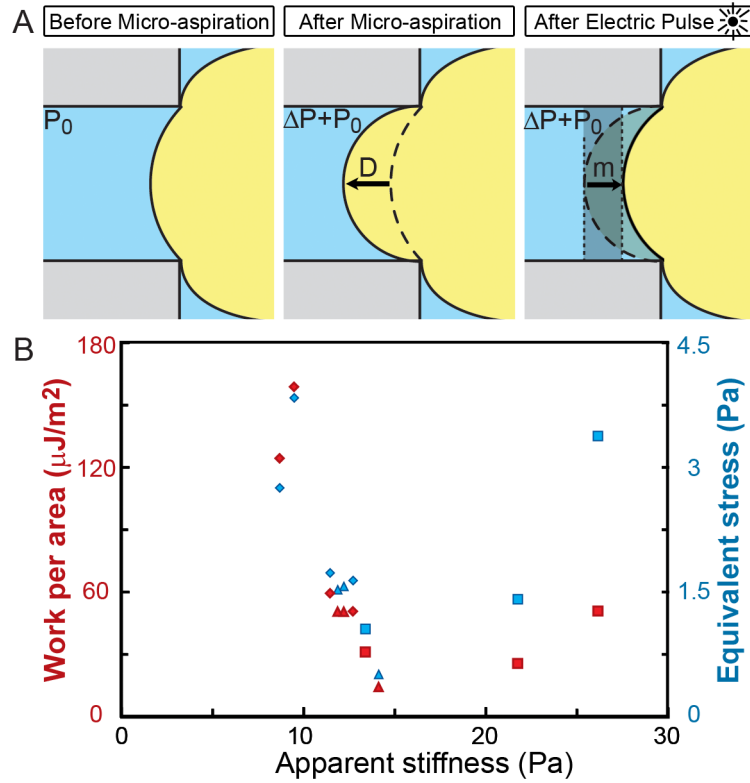 A
Before Micro-aspiration
After Micro-aspiration
After Electric Pulse
P0
ΔP+P0
D
ΔP+P0
m
B
Work per area (μJ/m2)
180
120
60
0
4.5
3
1.5
0
Equivalent stress (Pa)
0
10
20
30
Apparent stiffness (Pa)